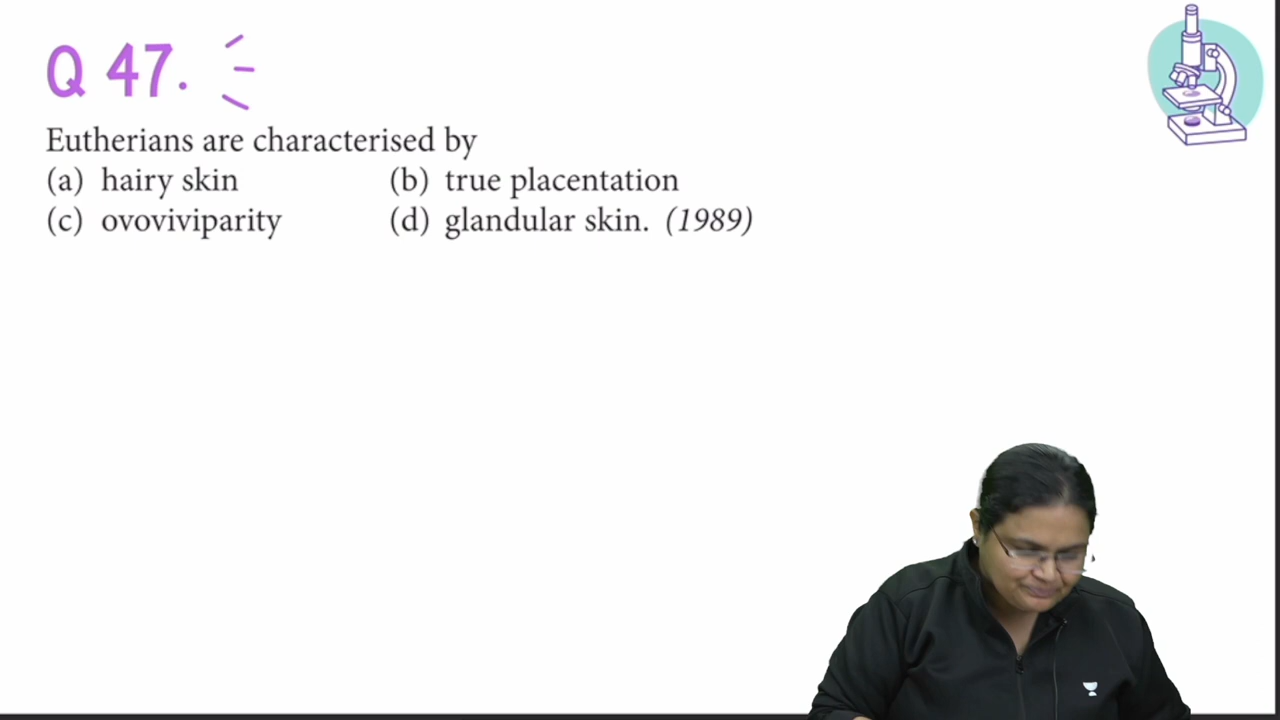 Q 47.
Eutherians are characterised by
(a) hairy skin (b) true placentation
(c) ovoviviparity (d) glandular skin. (1989)